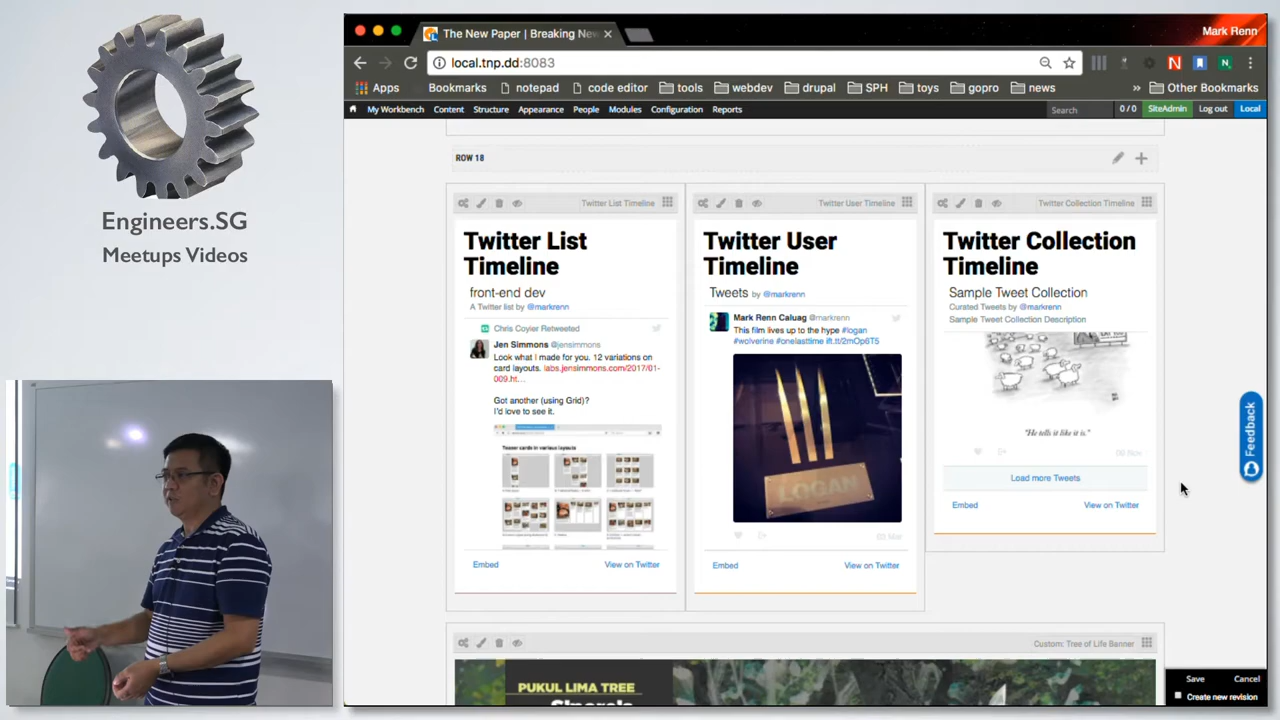 Engineers.SG
Meetups Videos
The New Paper | Breaking Nev
Mark Renn
local.tnp.dd:8083
Apps
Bookmarks
notepad
code editor
tools
webdev
drupal
SPH
toys
gopro
news
»
Other Bookmarks
My Workbench
Content
Structure
Appearance
People
Modules
Configuration
Reports
Search
0 / 0
SiteAdmin
Log out
Local
ROW 18
Twitter List Timeline
Twitter List
Timeline
front-end dev
A Twitter list by @markrenn
Chris Coyier Retweeted
Jen Simmons @jensimmons
Look what I made for you. 12 variations on
card layouts. labs.jensimmons.com/2017/01-
009.ht...
Got another (using Grid)?
I'd love to see it.
Teaser cards in various layouts
Embed
View on Twitter
Twitter User Timeline
Twitter User
Timeline
Tweets by @markrenn
Mark Renn Caluag @markrenn
This film lives up to the hype #logan
#wolverine #onelasttime ift.tt/2mOp6T5
LOGAN
Embed
View on Twitter
Twitter Collection Timeline
Twitter Collection
Timeline
Sample Tweet Collection
Curated Tweets by @markrenn
Sample Tweet Collection Description
"He tells it like it is."
Load more Tweets
Embed
View on Twitter
Feedback
Custom: Tree of Life Banner
PUKUL LIMA TREE
Save
Cancel
Create new revision